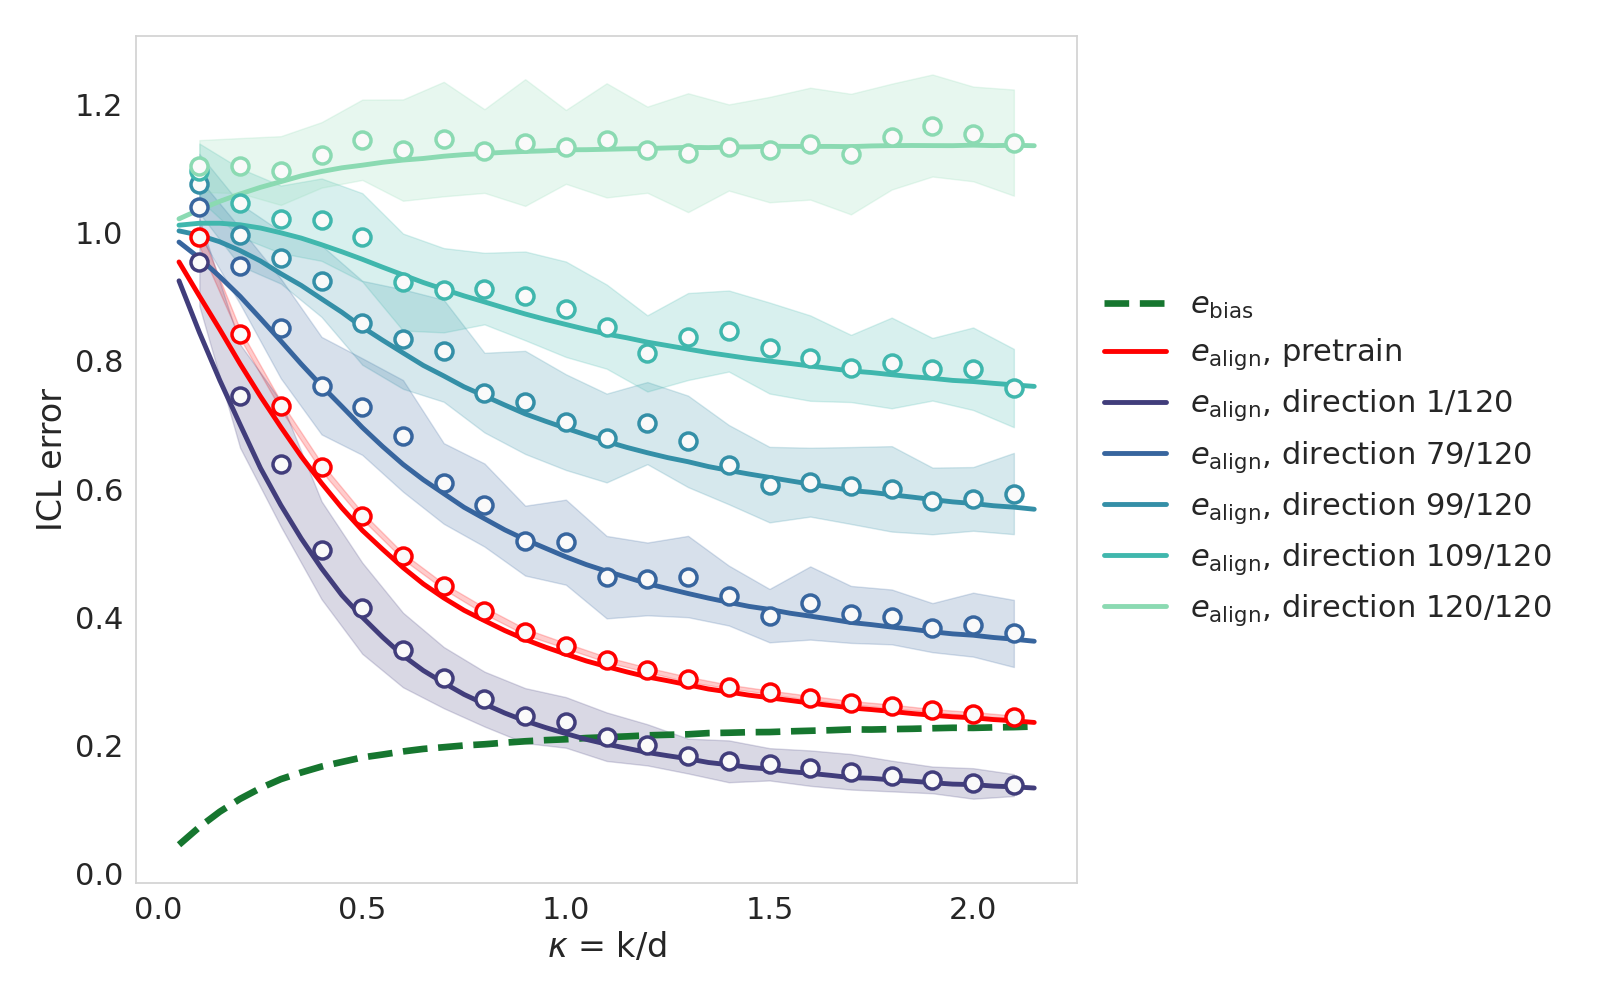 1.2
1.0
0.8
0.6
0.4
0.2
0.0
ICL error
0.0 0.5 1.0 1.5 2.0
κ = k/d
e_bias
e_align, pretrain
e_align, direction 1/120
e_align, direction 79/120
e_align, direction 99/120
e_align, direction 109/120
e_align, direction 120/120